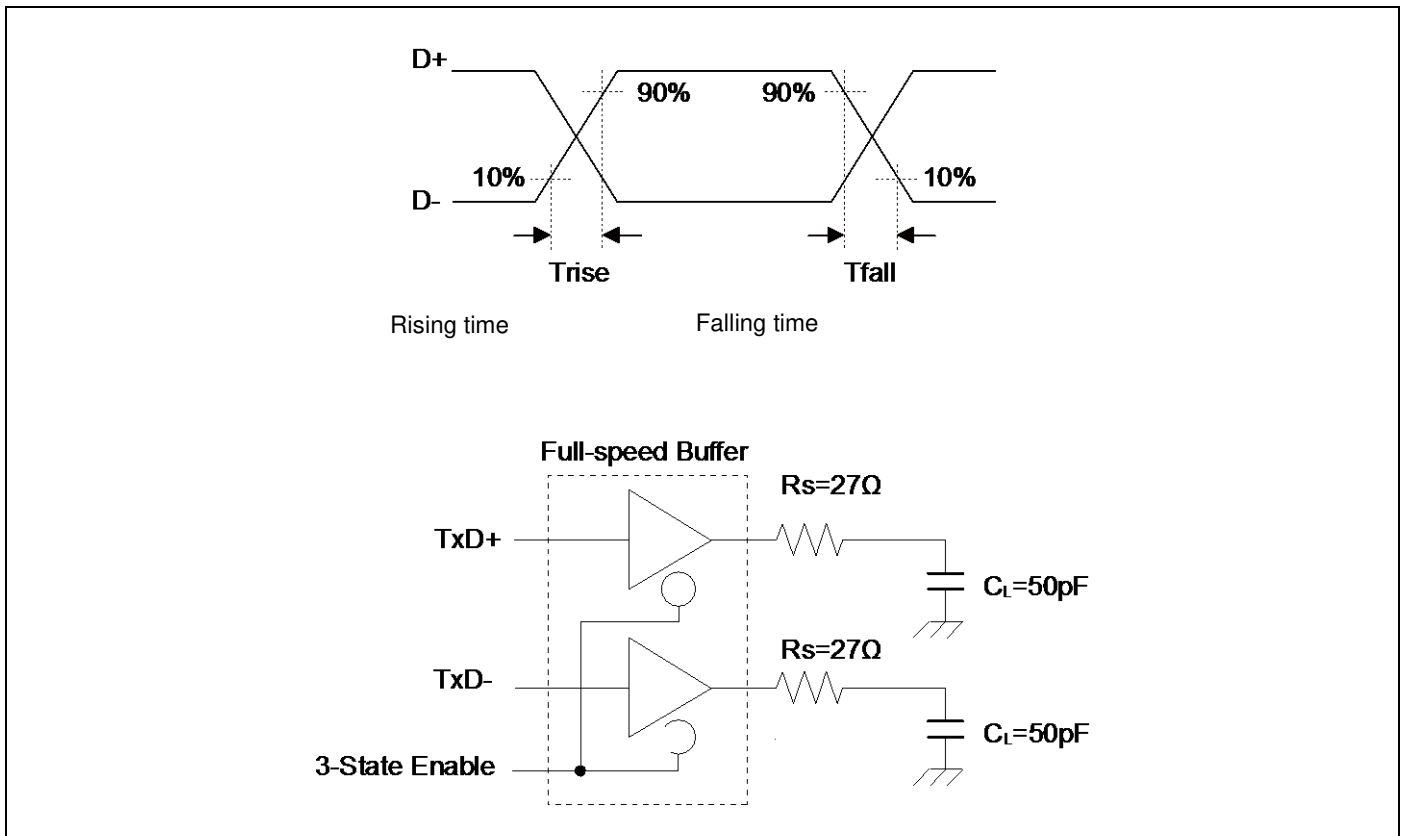 D+
90%
90%
10%
10%
D-
Trise
Tfall
Rising time
Falling time
Full-speed Buffer
Rs=27Ω
TxD+
CL=50pF
Rs=27Ω
TxD-
CL=50pF
3-State Enable